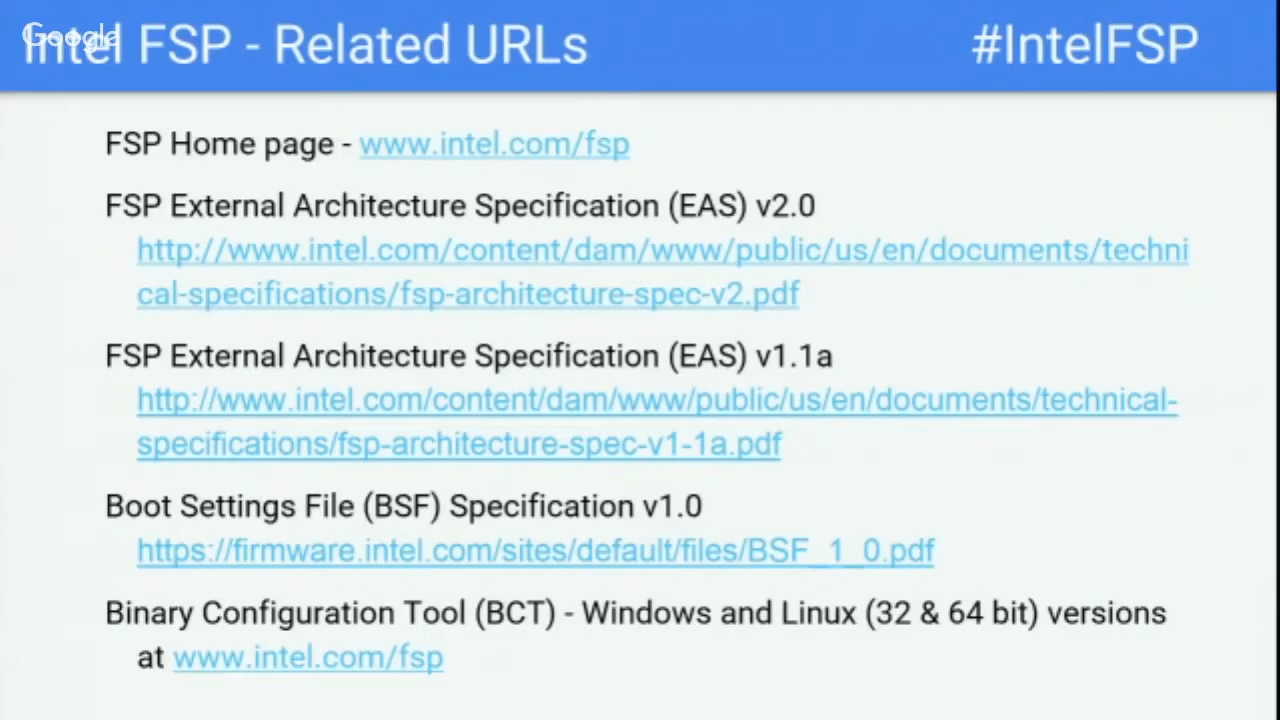 Google
Intel FSP - Related URLs
#IntelFSP
FSP Home page - www.intel.com/fsp
FSP External Architecture Specification (EAS) v2.0
http://www.intel.com/content/dam/www/public/us/en/documents/techni
cal-specifications/fsp-architecture-spec-v2.pdf
FSP External Architecture Specification (EAS) v1.1a
http://www.intel.com/content/dam/www/public/us/en/documents/technical-
specifications/fsp-architecture-spec-v1-1a.pdf
Boot Settings File (BSF) Specification v1.0
https://firmware.intel.com/sites/default/files/BSF_1_0.pdf
Binary Configuration Tool (BCT) - Windows and Linux (32 & 64 bit) versions
at www.intel.com/fsp